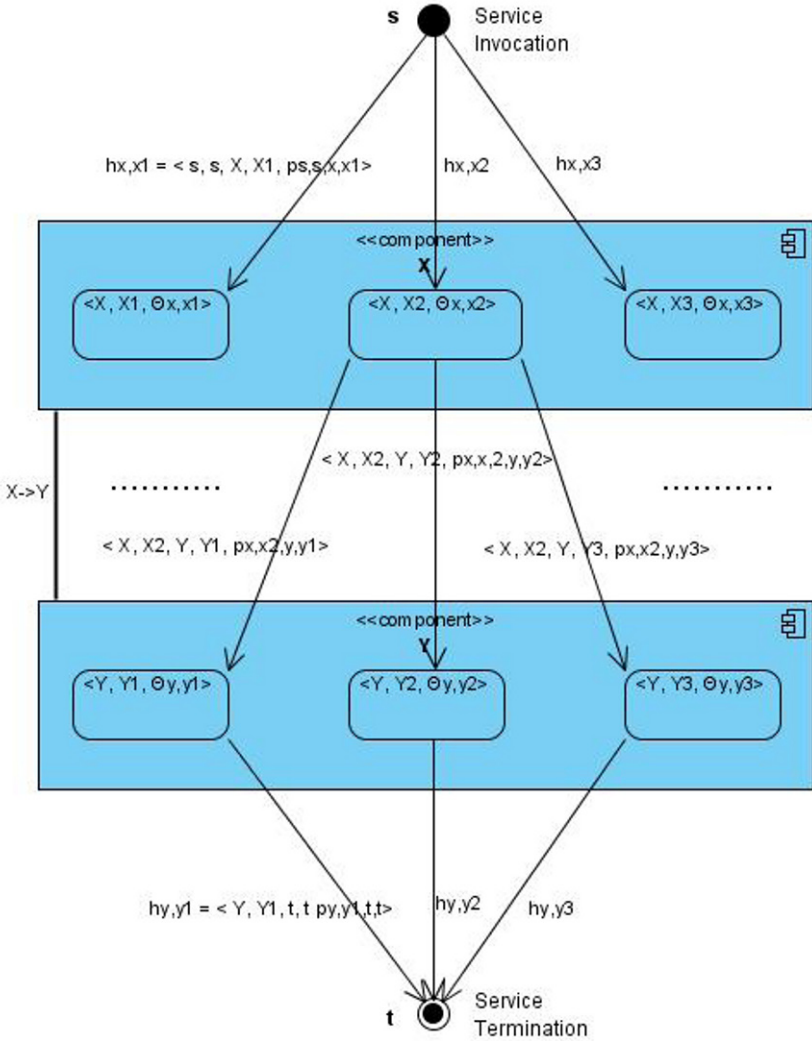 s
Service
Invocation
hx,x1 = < s, s, X, X1, ps,s,x,x1>
hx,x2
hx,x3
<<component>>
X
<X, X1, Θx,x1>
<X, X2, Θx,x2>
<X, X3, Θx,x3>
< X, X2, Y, Y2, px,x,2,y,y2>
X->Y
...........
...........
< X, X2, Y, Y1, px,x2,y,y1>
< X, X2, Y, Y3, px,x2,y,y3>
<<component>>
Y
<Y, Y1, Θy,y1>
<Y, Y2, Θy,y2>
<Y, Y3, Θy,y3>
hy,y1 = < Y, Y1, t, t py,y1,t,t>
hy,y2
hy,y3
t
Service
Termination